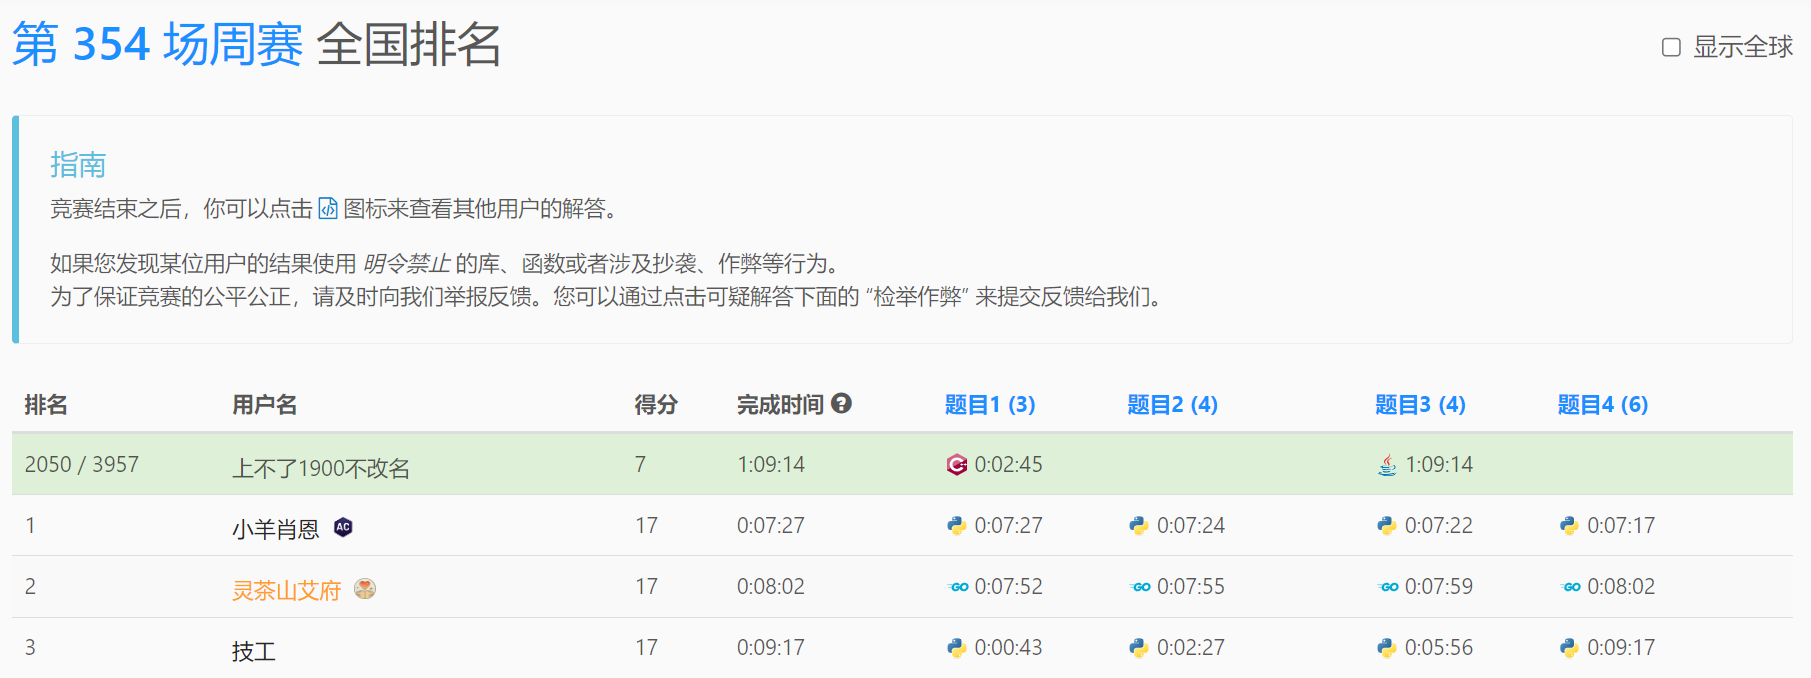 第 354 场周赛 全国排名
显示全球
指南
竞赛结束之后，你可以点击 图标来查看其他用户的解答。
如果您发现某位用户的结果使用 明令禁止 的库、函数或者涉及抄袭、作弊等行为。
为了保证竞赛的公平公正，请及时向我们举报反馈。您可以通过点击可疑解答下面的 “检举作弊” 来提交反馈给我们。
排名 用户名 得分 完成时间 题目1 (3) 题目2 (4) 题目3 (4) 题目4 (6)
2050 / 3957 上不了1900不改名 7 1:09:14 0:02:45 1:09:14
1 小羊肖恩 AC 17 0:07:27 0:07:27 0:07:24 0:07:22 0:07:17
2 灵茶山艾府 17 0:08:02 GO 0:07:52 GO 0:07:55 GO 0:07:59 GO 0:08:02
3 技工 17 0:09:17 0:00:43 0:02:27 0:05:56 0:09:17